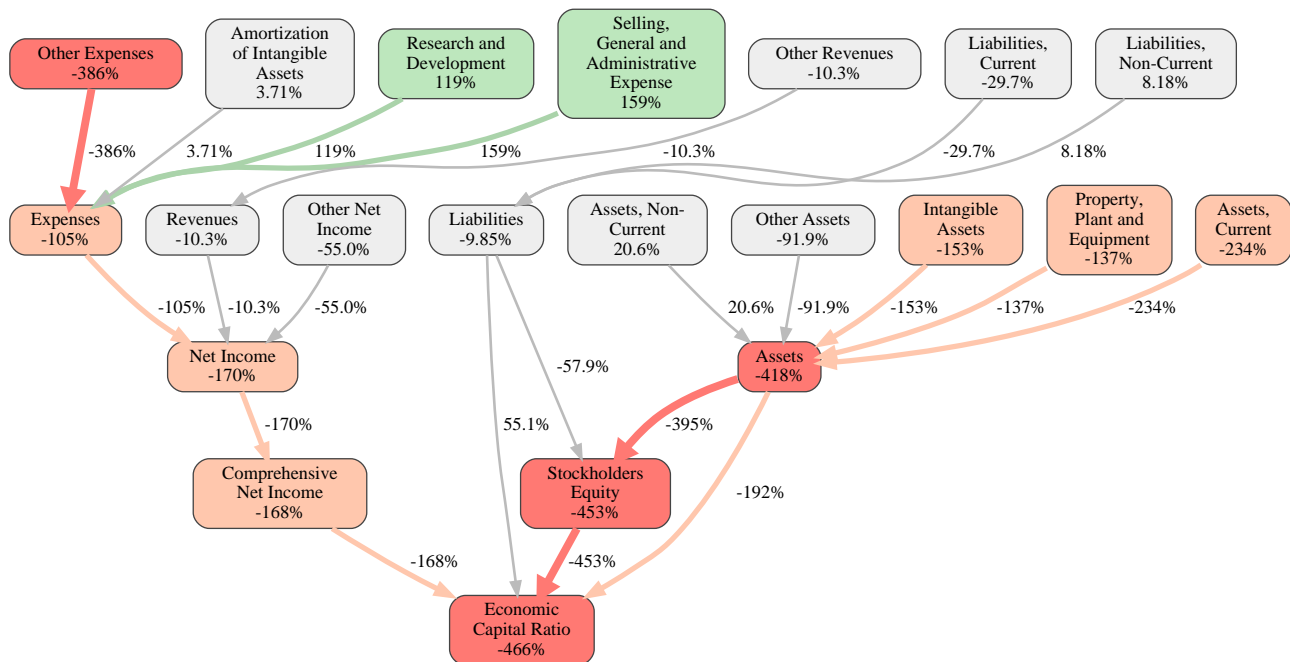 Other Expenses
-386%
Amortization
of Intangible
Assets
3.71%
Research and
Development
119%
Selling,
General and
Administrative
Expense
159%
Other Revenues
-10.3%
Liabilities,
Current
-29.7%
Liabilities,
Non-Current
8.18%
-386%
3.71%
119%
159%
-10.3%
-29.7%
8.18%
Expenses
-105%
Revenues
-10.3%
Other Net
Income
-55.0%
Liabilities
-9.85%
Assets, Non-
Current
20.6%
Other Assets
-91.9%
Intangible
Assets
-153%
Property,
Plant and
Equipment
-137%
Assets,
Current
-234%
-105%
-10.3%
-55.0%
20.6%
-91.9%
-153%
-137%
-234%
Net Income
-170%
-57.9%
Assets
-418%
-170%
55.1%
-395%
Comprehensive
Net Income
-168%
Stockholders
Equity
-453%
-192%
-168%
-453%
Economic
Capital Ratio
-466%